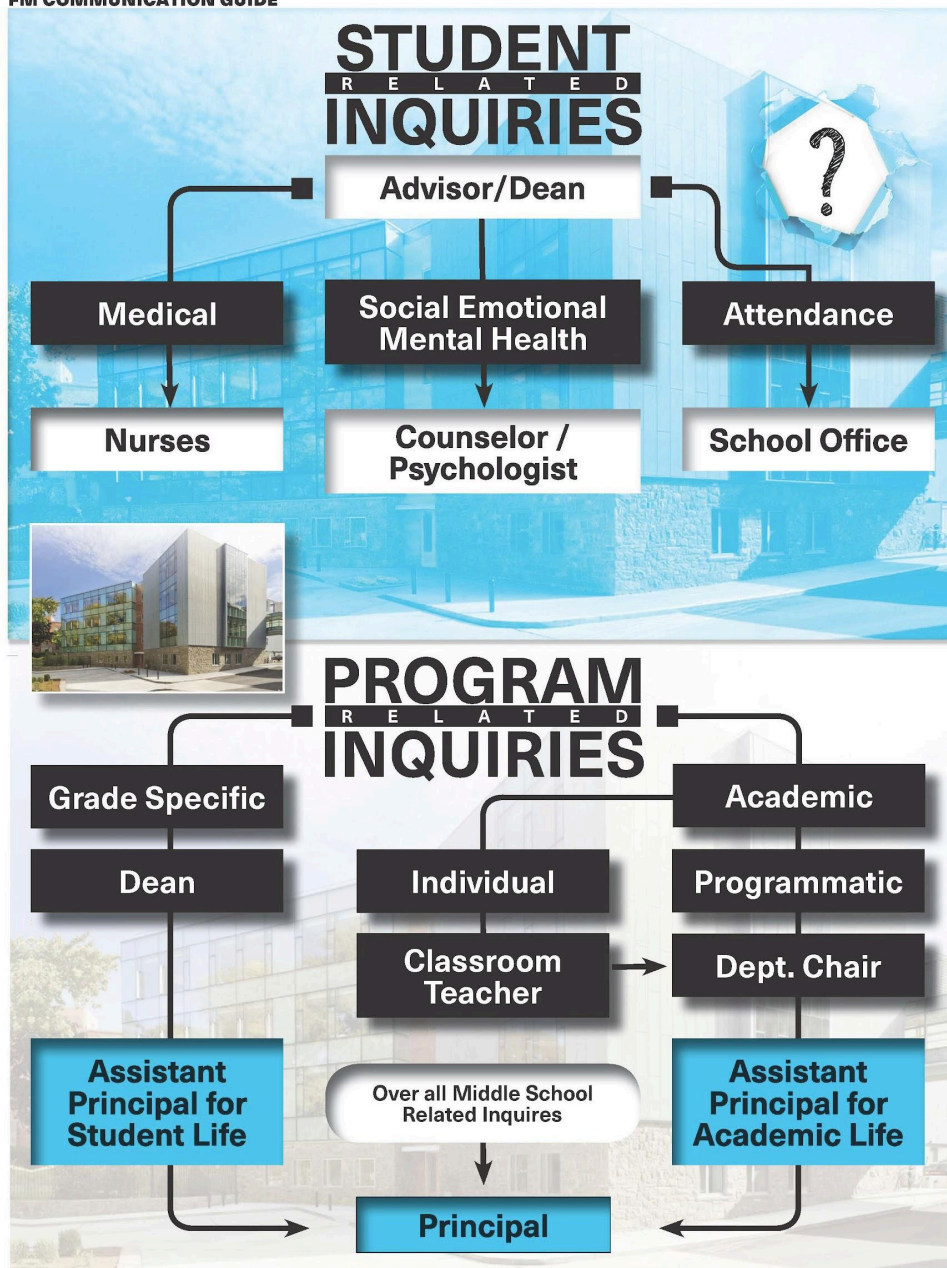 FM COMMUNICATION GUIDE
STUDENT
RELATED
INQUIRIES
?
Advisor/Dean
Medical
Social Emotional
Mental Health
Attendance
Nurses
Counselor /
Psychologist
School Office
PROGRAM
RELATED
INQUIRIES
Grade Specific
Academic
Dean
Individual
Programmatic
Classroom
Teacher
Dept. Chair
Assistant
Principal for
Student Life
Over all Middle School
Related Inquires
Assistant
Principal for
Academic Life
Principal